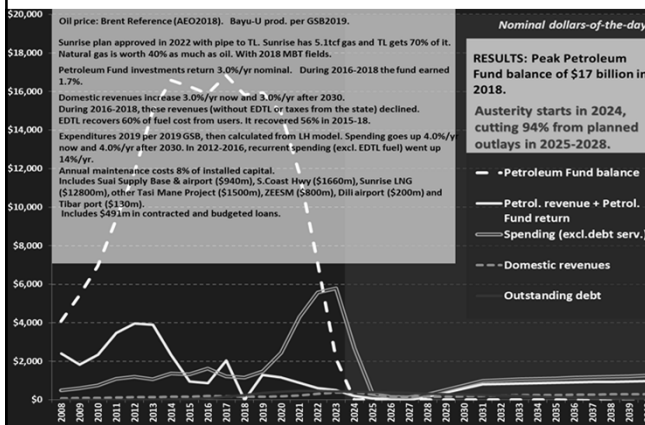 $20,000
$18,000
$16,000
$14,000
$12,000
$10,000
$8,000
$6,000
$4,000
$2,000
$0
Oil price: Brent Reference (AEO2018). Bayu-U prod. per GSB2019.
Sunrise plan approved in 2022 with pipe to TL. Sunrise has 5.1tcf gas and TL gets 70% of it.
Natural gas is worth 40% as much as oil. With 2018 MBT fields.
Petroleum Fund investments return 3.0%/yr nominal. During 2016-2018 the fund earned
1.7%.
Domestic revenues increase 3.0%/yr now and 3.0%/yr after 2030.
During 2016-2018, these revenues (without EDTL or taxes from the state) declined.
EDTL recovers 60% of fuel cost from users. It recovered 56% in 2015-18.
Expenditures 2019 per 2019 GSB, then calculated from LH model. Spending goes up 4.0%/yr
now and 4.0%/yr after 2030. In 2012-2016, recurrent spending (excl. EDTL fuel) went up
14%/yr.
Annual maintenance costs 8% of installed capital.
Includes Suai Supply Base & airport ($940m), S.Coast Hwy ($1660m), Sunrise LNG
($12800m), other Tasi Mane Project ($1500m), ZEESM ($800m), Dili airport ($200m) and
Tibar port ($130m).
Includes $491m in contracted and budgeted loans.
Nominal dollars-of-the-day
RESULTS: Peak Petroleum
Fund balance of $17 billion in
2018.
Austerity starts in 2024,
cutting 94% from planned
outlays in 2025-2028.
Petroleum Fund balance
Petrol. revenue + Petrol.
Fund return
Spending (excl.debt serv.)
Domestic revenues
Outstanding debt
2008 2009 2010 2011 2012 2013 2014 2015 2016 2017 2018 2019 2020 2021 2022 2023 2024 2025 2026 2027 2028 2029 2030 2031 2032 2033 2034 2035 2036 2037 2038 2039